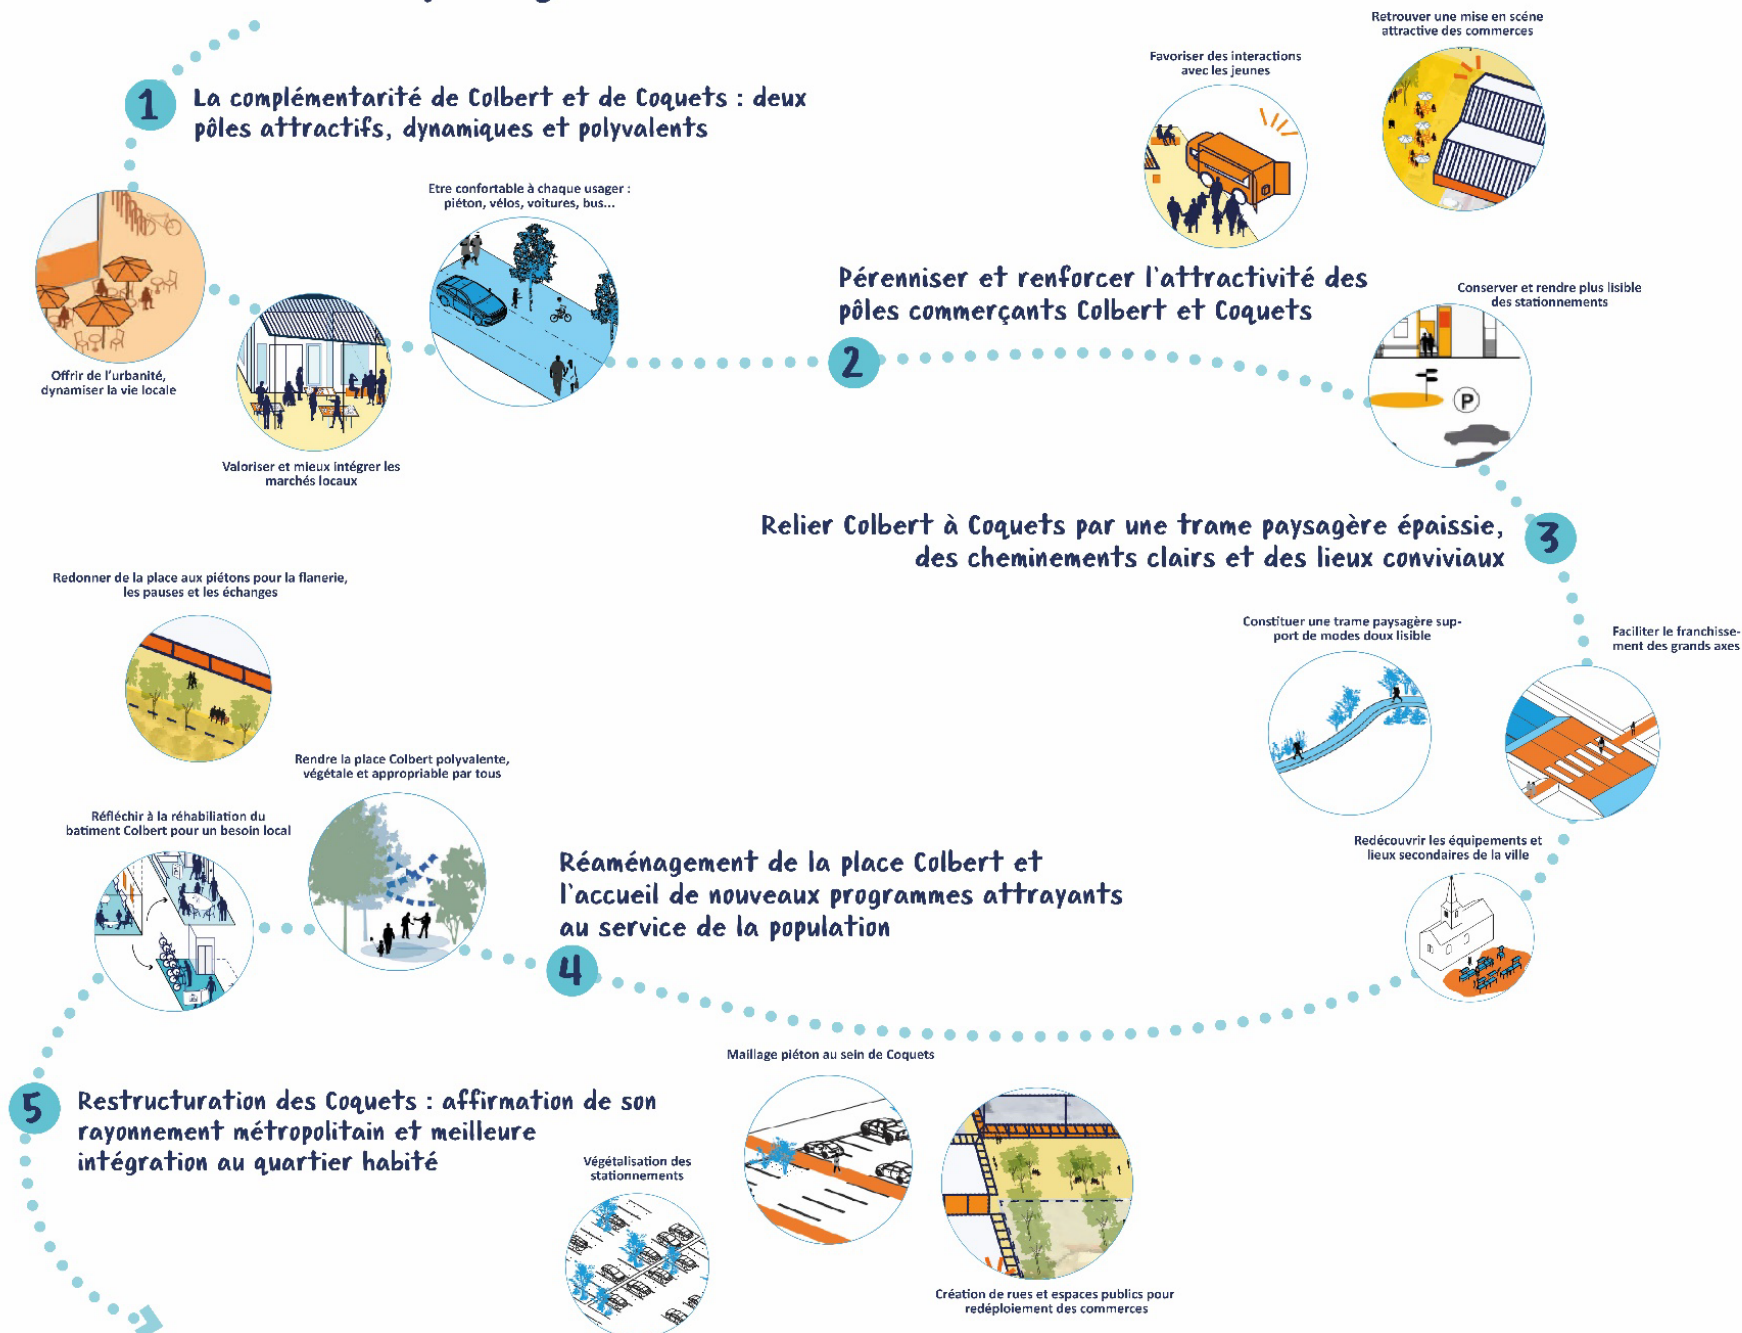 1
La complémentarité de Colbert et de Coquets : deux
pôles attractifs, dynamiques et polyvalents
Offrir de l'urbanité,
dynamiser la vie locale
Valoriser et mieux intégrer les
marchés locaux
Etre confortable à chaque usager :
piéton, vélos, voitures, bus...
Favoriser des interactions
avec les jeunes
Retrouver une mise en scéne
attractive des commerces
Pérenniser et renforcer l'attractivité des
pôles commerçants Colbert et Coquets
2
Conserver et rendre plus lisible
des stationnements
P
Relier Colbert à Coquets par une trame paysagère épaissie,
des cheminements clairs et des lieux conviviaux
3
Constituer une trame paysagère sup-
port de modes doux lisible
Faciliter le franchisse-
ment des grands axes
Redécouvrir les équipements et
lieux secondaires de la ville
Redonner de la place aux piétons pour la flanerie,
les pauses et les échanges
Rendre la place Colbert polyvalente,
végétale et appropriable par tous
Réfléchir à la réhabiliation du
batiment Colbert pour un besoin local
Réaménagement de la place Colbert et
l'accueil de nouveaux programmes attrayants
au service de la population
4
5
Restructuration des Coquets : affirmation de son
rayonnement métropolitain et meilleure
intégration au quartier habité
Végétalisation des
stationnements
Maillage piéton au sein de Coquets
Création de rues et espaces publics pour
redéploiement des commerces